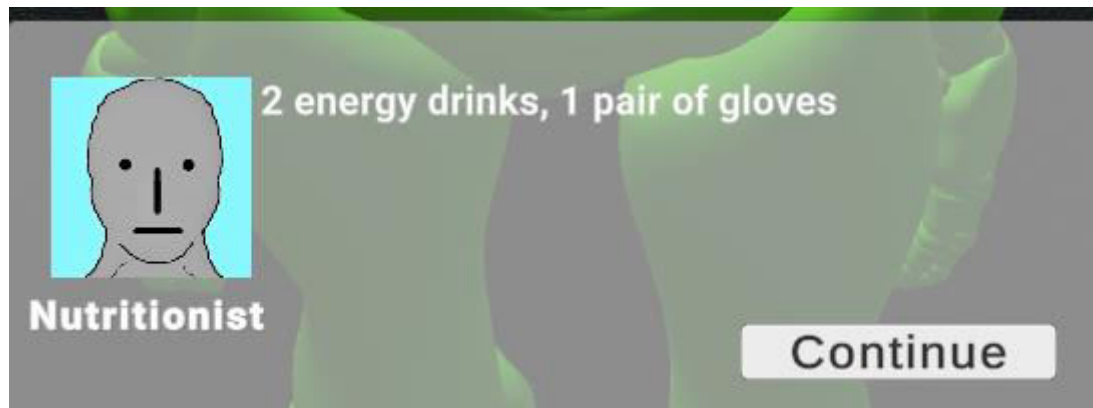 2 energy drinks, 1 pair of gloves
Nutritionist
Continue